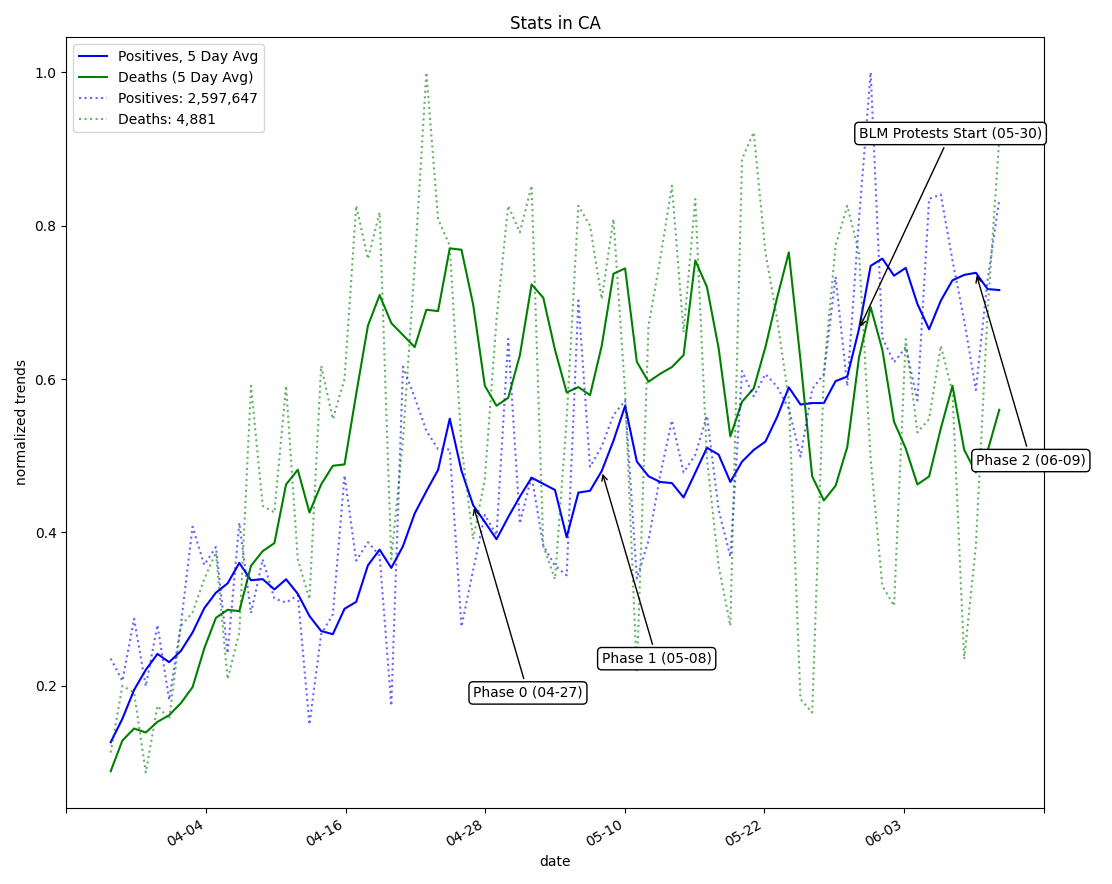 Stats in CA
Positives, 5 Day Avg
Deaths (5 Day Avg)
Positives: 2,597,647
Deaths: 4,881
1.0
0.8
0.6
0.4
0.2
normalized trends
BLM Protests Start (05-30)
Phase 2 (06-09)
Phase 1 (05-08)
Phase 0 (04-27)
04-04
04-16
04-28
05-10
05-22
06-03
date